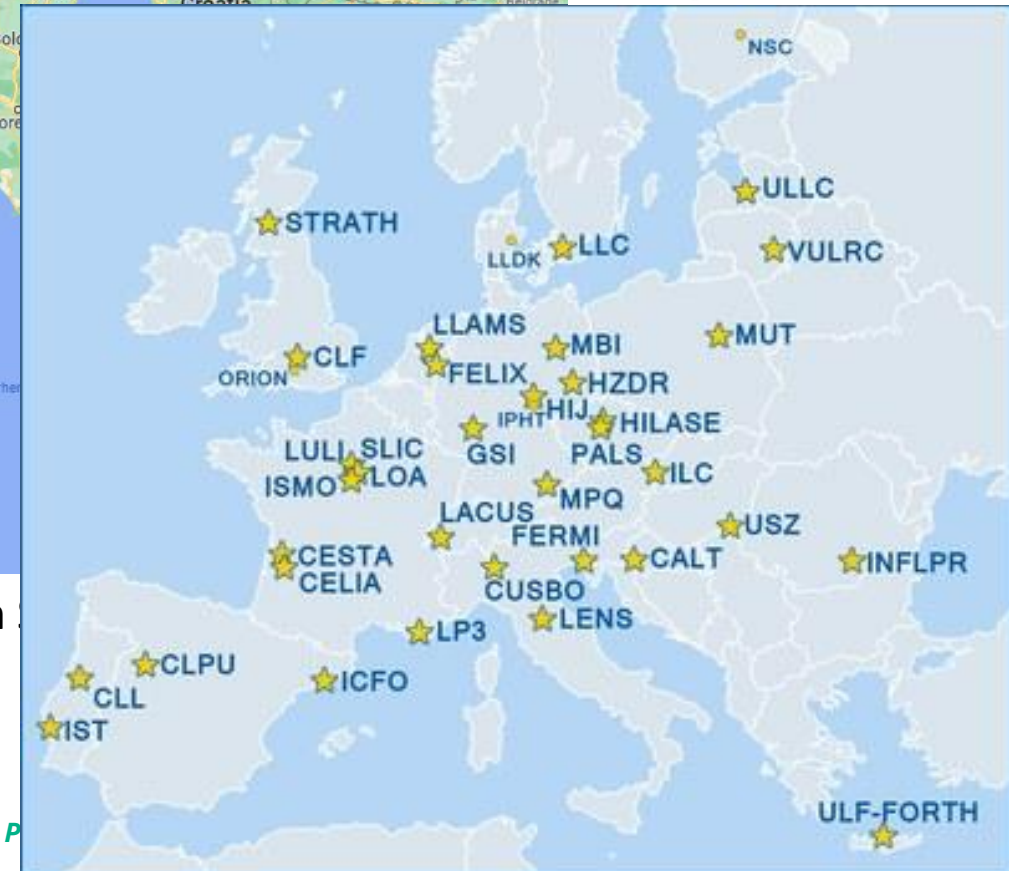 Croatia
Belgrade
NSC
ULLC
STRATH
LLDK
LLC
VULRC
LLAMS
MBI
MUT
CLF
ORION
FELIX
HZDR
IPHT
HIJ
HILASE
LULI
SLIC
GSI
PALS
ISMO
LOA
ILC
MPQ
LACUS
FERMI
USZ
CESTA
CALT
INFLPR
CELIA
CUSBO
LENS
LP3
CLPU
ICFO
CLL
IST
ULF-FORTH
P